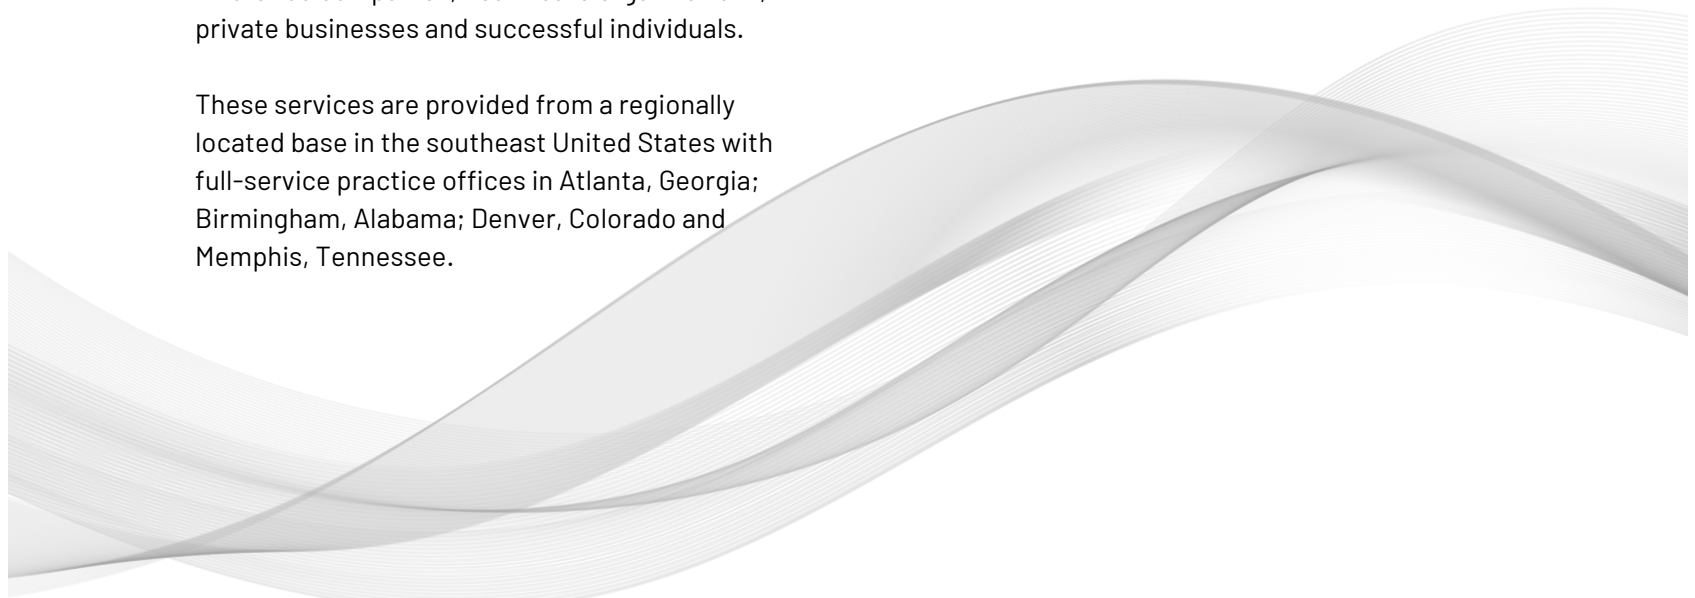 private businesses and successful individuals.
These services are provided from a regionally
located base in the southeast United States with
full-service practice offices in Atlanta, Georgia;
Birmingham, Alabama; Denver, Colorado and
Memphis, Tennessee.